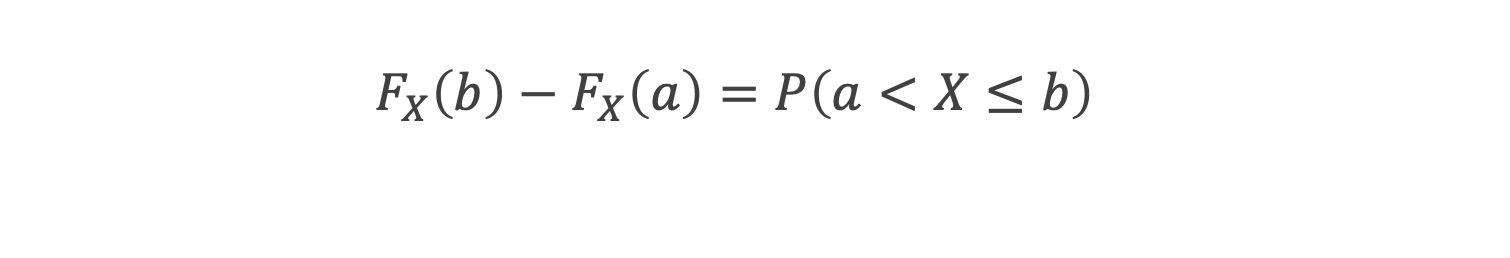 F_X(b) − F_X(a) = P(a < X ≤ b)